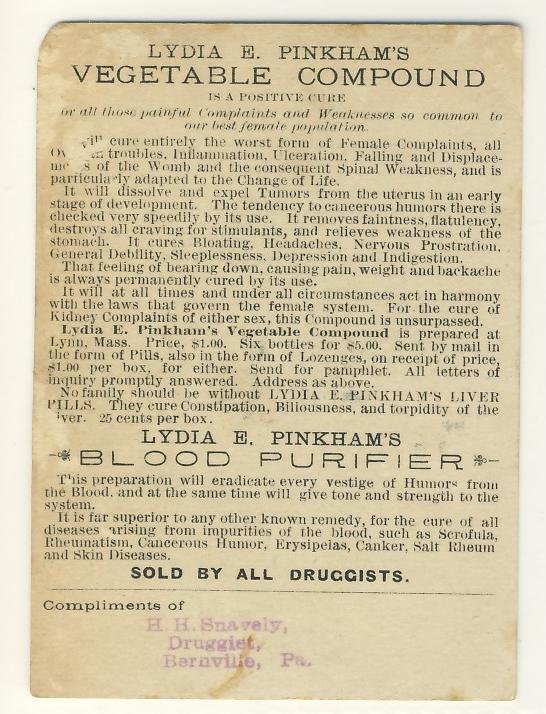 LYDIA E. PINKHAM'S
VEGETABLE COMPOUND
IS A POSITIVE CURE
or all those painful Complaints and Weaknesses so common to
our best female population.
cure entirely the worst form of Female Complaints, all
troubles, Inflammation, Ulceration, Falling and Displace-
of the Womb and the consequent Spinal Weakness, and is
particularly adapted to the Change of Life.
It will dissolve and expel Tumors from the uterus in an early
stage of development. The tendency to cancerous humors there is
checked very speedily by its use. It removes faintness, flatulency,
destroys all craving for stimulants, and relieves weakness of the
stomach. It cures Bloating, Headaches, Nervous Prostration,
General Debility, Sleeplessness, Depression and Indigestion.
That feeling of bearing down, causing pain, weight and backache
is always permanently cured by its use.
It will at all times and under all circumstances act in harmony
with the laws that govern the female system. For the cure of
Kidney Complaints of either sex, this Compound is unsurpassed.
Lydia E. Pinkham's Vegetable Compound is prepared at
Lynn, Mass. Price, $1.00. Six bottles for $5.00. Sent by mail in
the form of Pills, also in the form of Lozenges, on receipt of price,
$1.00 per box, for either. Send for pamphlet. All letters of
inquiry promptly answered. Address as above.
No family should be without LYDIA E. PINKHAM'S LIVER
PILLS. They cure Constipation, Biliousness, and torpidity of the
iver. 25 cents per box.
LYDIA E. PINKHAM'S
BLOOD PURIFIER
This preparation will eradicate every vestige of Humors from
the Blood, and at the same time will give tone and strength to the
system.
It is far superior to any other known remedy, for the cure of all
diseases arising from impurities of the blood, such as Scrofula,
Rheumatism, Cancerous Humor, Erysipelas, Canker, Salt Rheum
and Skin Diseases.
SOLD BY ALL DRUGGISTS.
Compliments of
H. H. Snavely,
Druggist,
Bernville, Pa.